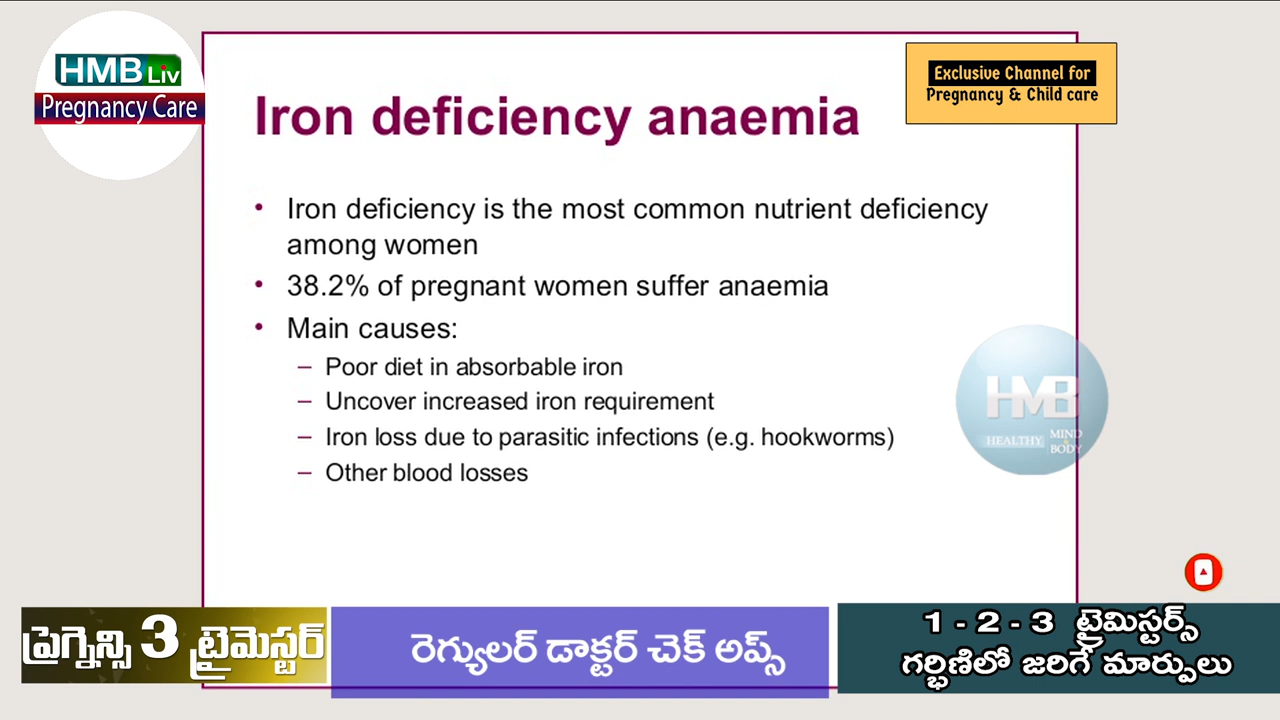 HMB Liv
Pregnancy Care
Exclusive Channel for
Pregnancy & Child care
Iron deficiency anaemia
• Iron deficiency is the most common nutrient deficiency
among women
• 38.2% of pregnant women suffer anaemia
• Main causes:
– Poor diet in absorbable iron
– Uncover increased iron requirement
– Iron loss due to parasitic infections (e.g. hookworms)
– Other blood losses
HMB
HEALTHY MIND & BODY
ప్రెగ్నెన్సి 3 ట్రైమెస్టర్
రెగ్యులర్ డాక్టర్ చెక్ అప్స్
1 - 2 - 3 ట్రైమిస్టర్స్
గర్భిణిలో జరిగే మార్పులు